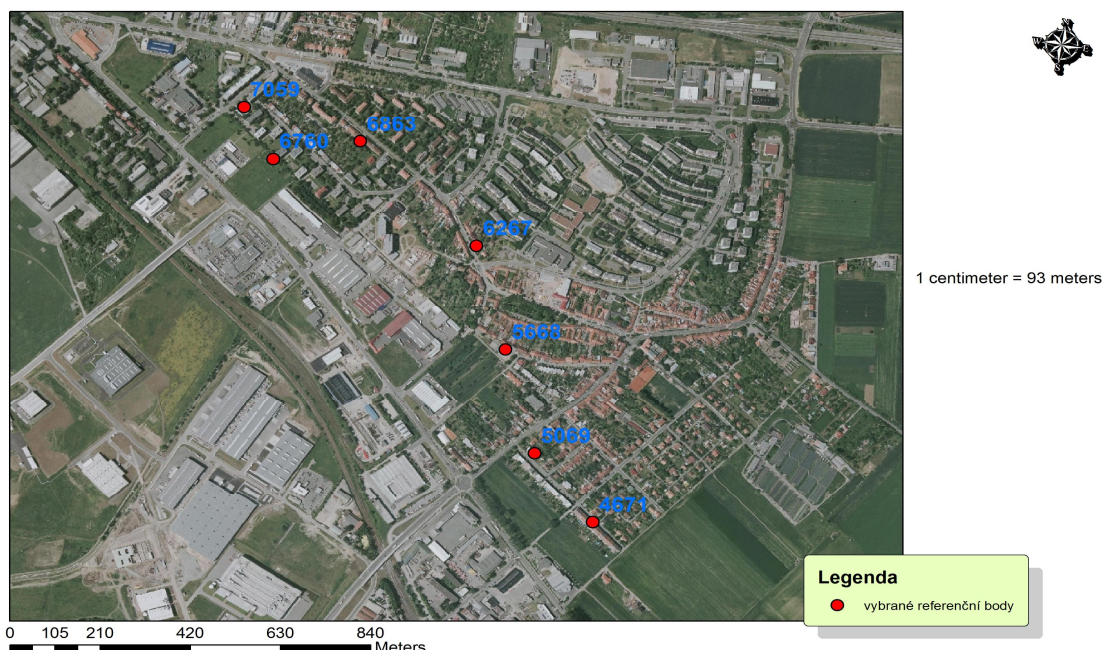 7059
6863
6760
6267
5668
5069
4671
1 centimeter = 93 meters
Legenda
vybrané referenční body
0 105 210 420 630 840
Meters